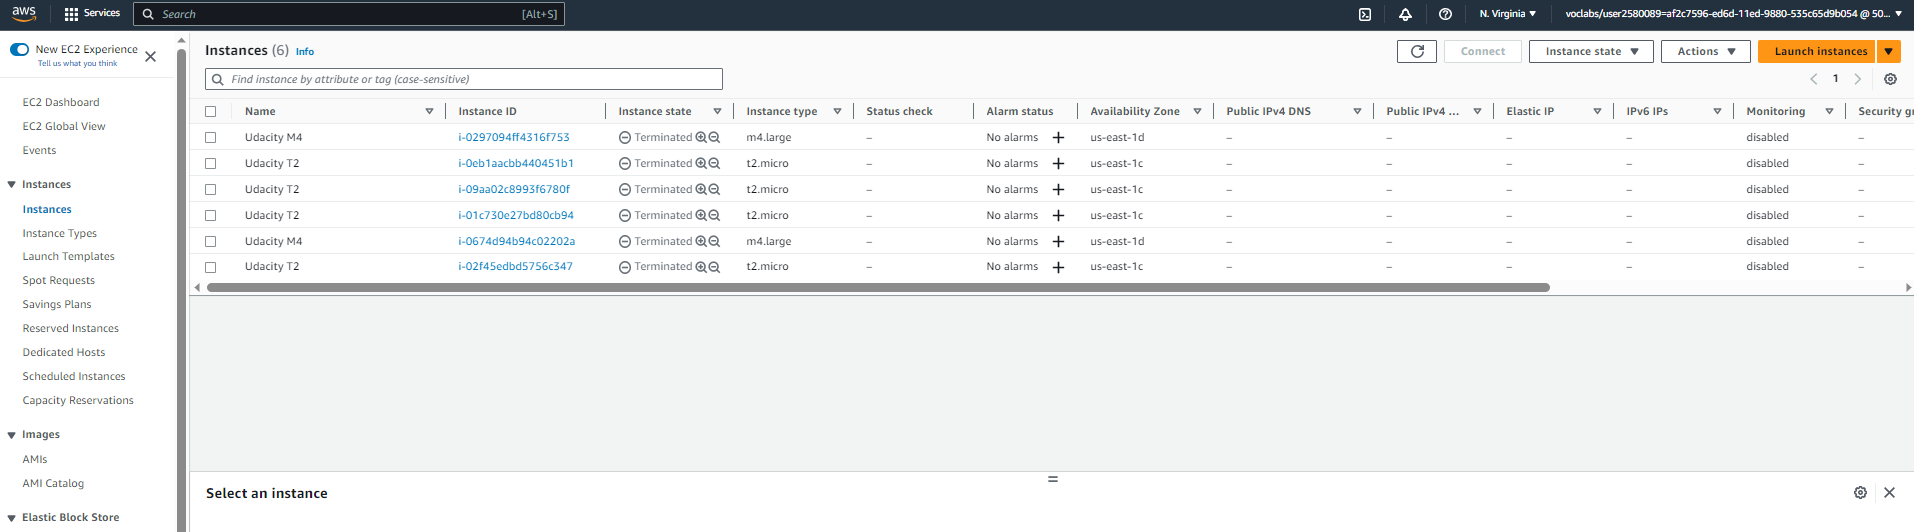 aws Services Search [Alt+S] N. Virginia voclabs/user2580089=af2c7596-ed6d-11ed-9880-535c65d9b054 @ 50...
New EC2 Experience
Tell us what you think
EC2 Dashboard
EC2 Global View
Events
Instances
Instances
Instance Types
Launch Templates
Spot Requests
Savings Plans
Reserved Instances
Dedicated Hosts
Scheduled Instances
Capacity Reservations
Images
AMIs
AMI Catalog
Elastic Block Store
Instances (6) Info Connect Instance state Actions Launch instances
Find instance by attribute or tag (case-sensitive) 1
Name Instance ID Instance state Instance type Status check Alarm status Availability Zone Public IPv4 DNS Public IPv4 ... Elastic IP IPv6 IPs Monitoring Security gr
Udacity M4 i-0297094ff4316f753 Terminated m4.large – No alarms + us-east-1d – – – – disabled –
Udacity T2 i-0eb1aacbb440451b1 Terminated t2.micro – No alarms + us-east-1c – – – – disabled –
Udacity T2 i-09aa02c8993f6780f Terminated t2.micro – No alarms + us-east-1c – – – – disabled –
Udacity T2 i-01c730e27bd80cb94 Terminated t2.micro – No alarms + us-east-1c – – – – disabled –
Udacity M4 i-0674d94b94c02202a Terminated m4.large – No alarms + us-east-1d – – – – disabled –
Udacity T2 i-02f45edbd5756c347 Terminated t2.micro – No alarms + us-east-1c – – – – disabled –
Select an instance